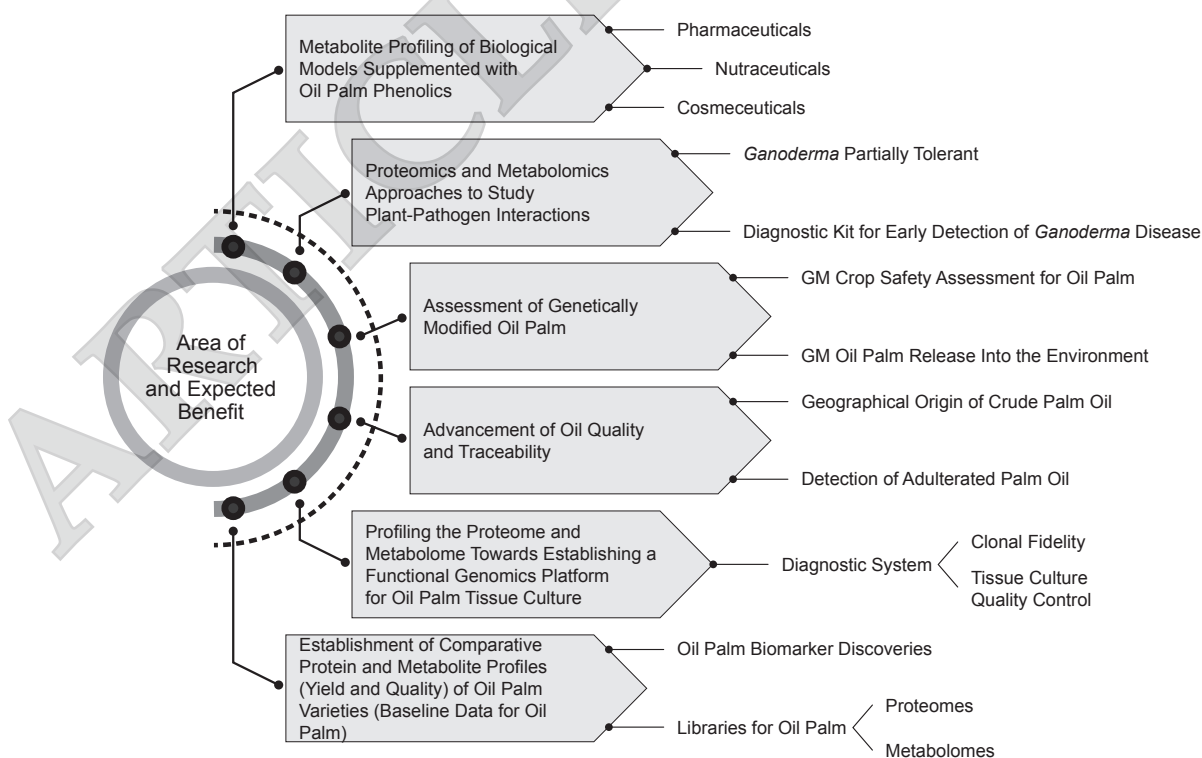 Metabolite Profiling of Biological
Models Supplemented with
Oil Palm Phenolics
Pharmaceuticals
Nutraceuticals
Cosmeceuticals
Proteomics and Metabolomics
Approaches to Study
Plant-Pathogen Interactions
Ganoderma Partially Tolerant
Diagnostic Kit for Early Detection of Ganoderma Disease
Area of
Research
and Expected
Benefit
Assessment of Genetically
Modified Oil Palm
GM Crop Safety Assessment for Oil Palm
GM Oil Palm Release Into the Environment
Advancement of Oil Quality
and Traceability
Geographical Origin of Crude Palm Oil
Detection of Adulterated Palm Oil
Profiling the Proteome and
Metabolome Towards Establishing a
Functional Genomics Platform
for Oil Palm Tissue Culture
Diagnostic System
Clonal Fidelity
Tissue Culture
Quality Control
Establishment of Comparative
Protein and Metabolite Profiles
(Yield and Quality) of Oil Palm
Varieties (Baseline Data for Oil
Palm)
Oil Palm Biomarker Discoveries
Libraries for Oil Palm
Proteomes
Metabolomes
ARTICLE